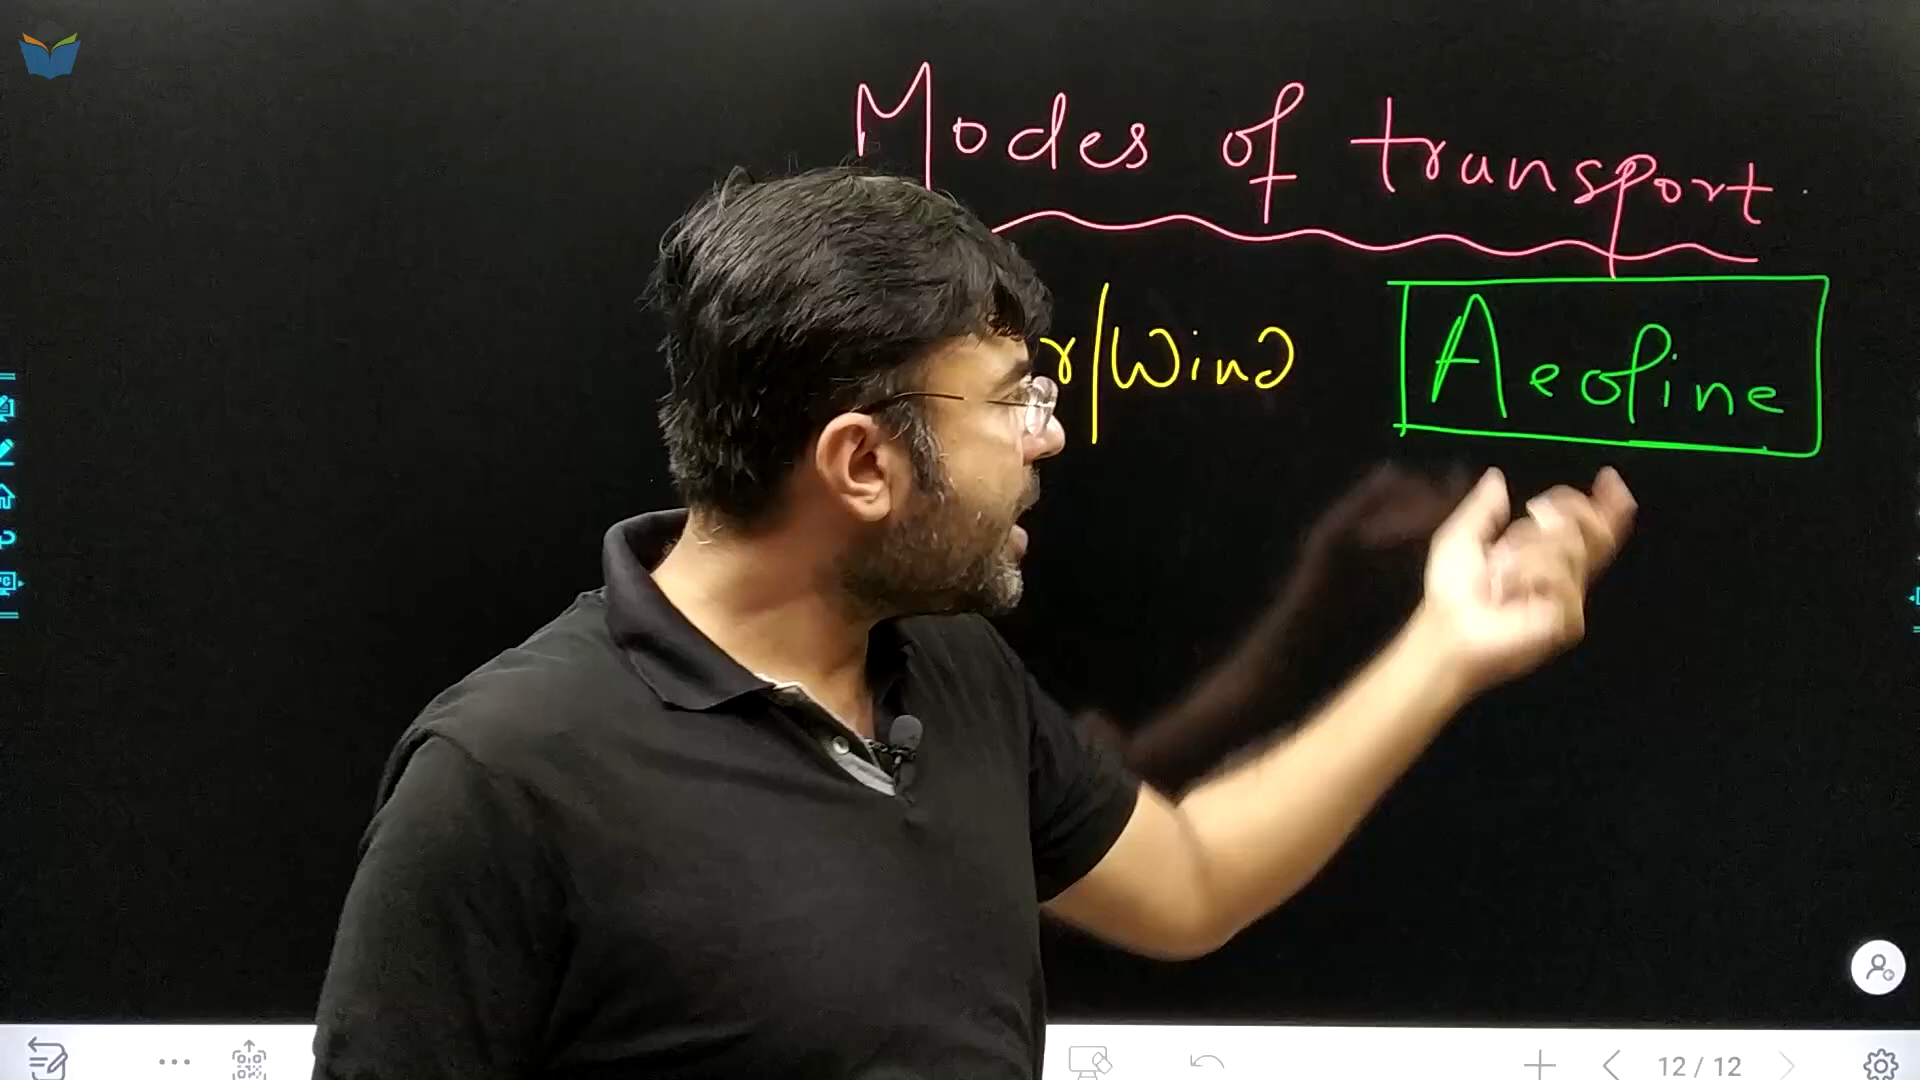 Modes of transport
r/Wind
Aeoline
12 / 12